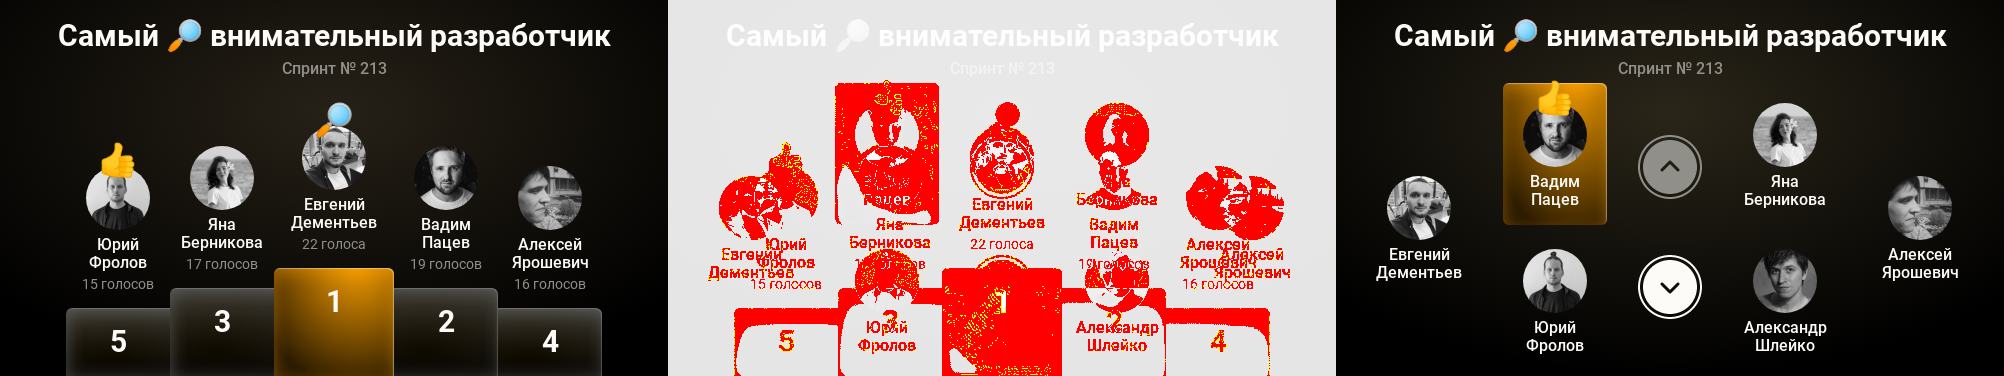 Самый 🔎 внимательный разработчик
Спринт № 213
Евгений
Дементьев
22 голоса
Яна
Берникова
17 голосов
Вадим
Пацев
19 голосов
Юрий
Фролов
15 голосов
Алексей
Ярошевич
16 голосов
5
3
1
2
4
Самый 🔎 внимательный разработчик
Спринт № 213
Пацев
Берникова
Евгений
Дементьев
22 голоса
Яна
Берникова
Вадим
Пацев
19 голосов
Юрий
Фролов
15 голосов
Евгений
Дементьев
Алексей
Ярошевич
16 голосов
Алексей
Ярошевич
5
3
1
2
4
Юрий
Фролов
Александр
Шлейко
Самый 🔎 внимательный разработчик
Спринт № 213
Вадим
Пацев
Яна
Берникова
Евгений
Дементьев
Алексей
Ярошевич
Юрий
Фролов
Александр
Шлейко